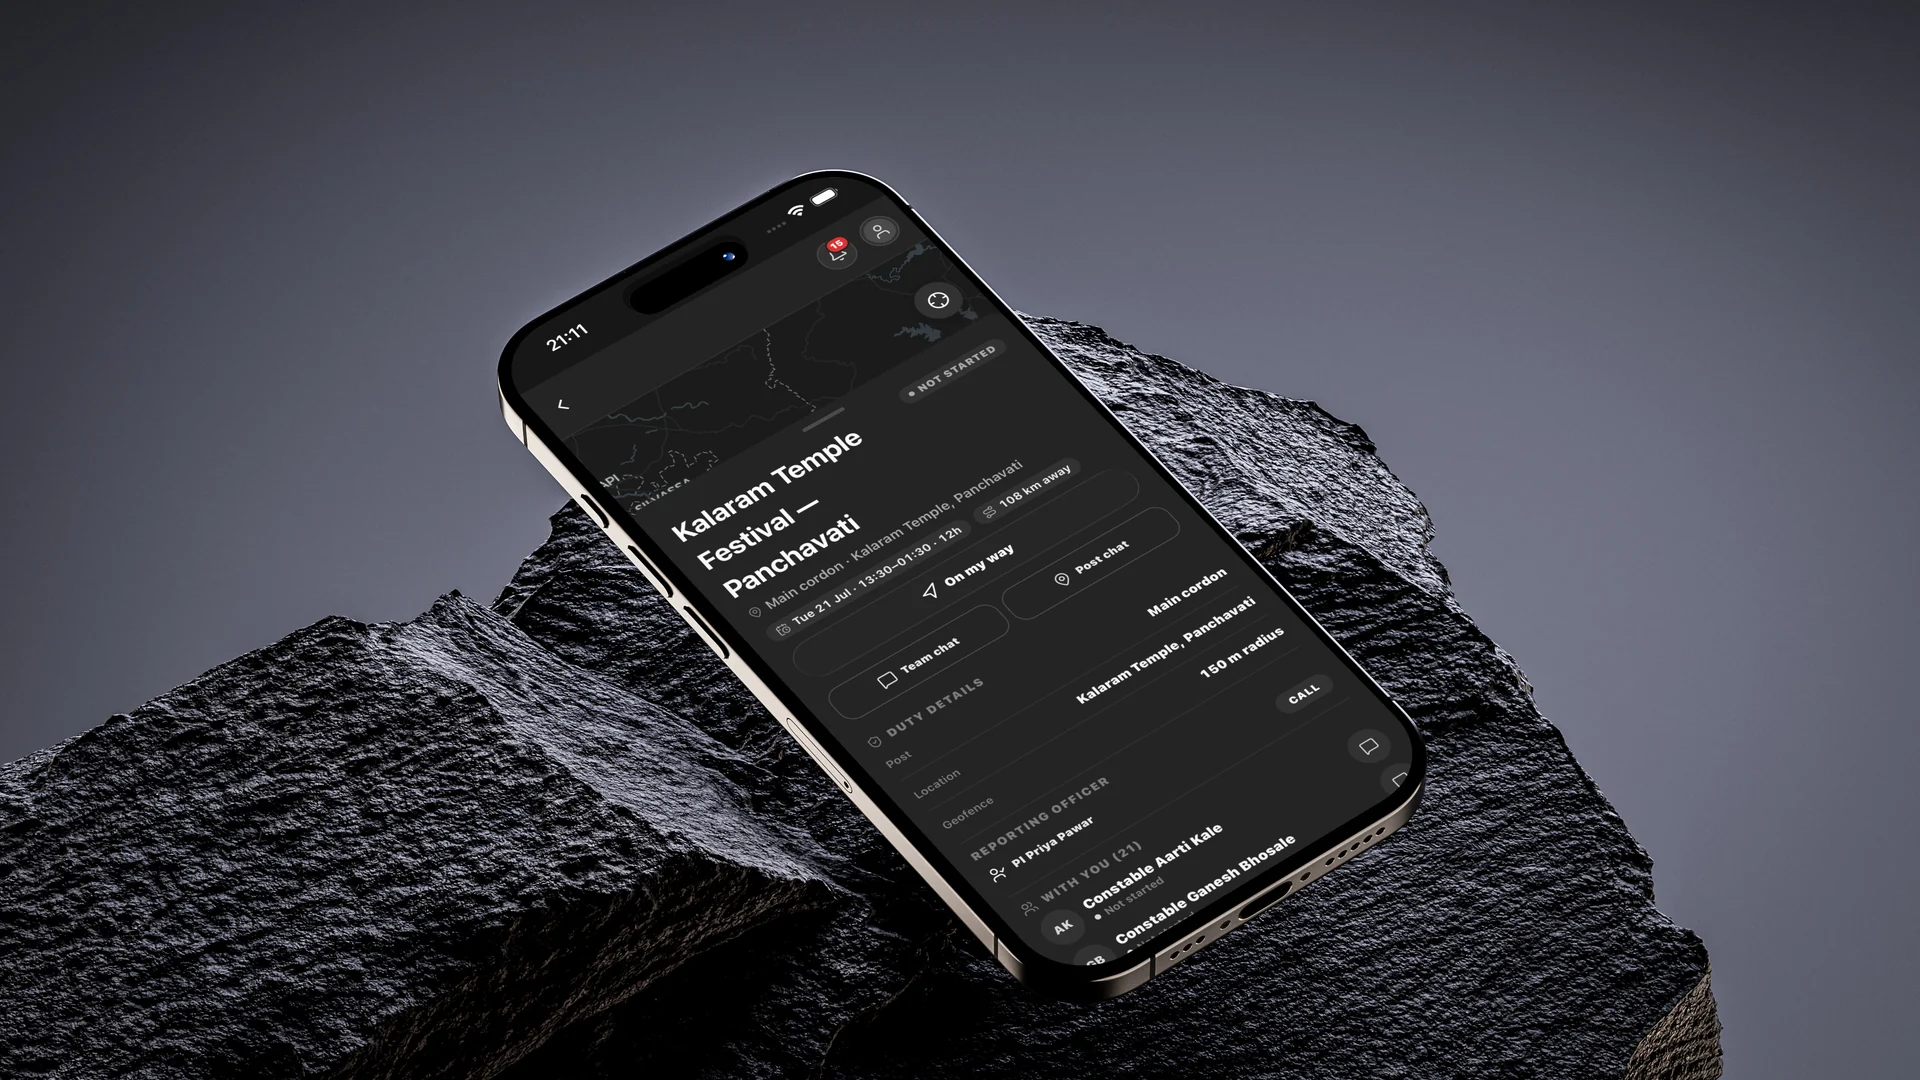 21:11
15
API
SILVASSA
NOT STARTED
Kalaram Temple
Festival —
Panchavati
Main cordon · Kalaram Temple, Panchavati
Tue 21 Jul · 13:30–01:30 · 12h
108 km away
On my way
Team chat
Post chat
DUTY DETAILS
Post
Main cordon
Location
Kalaram Temple, Panchavati
Geofence
150 m radius
REPORTING OFFICER
PI Priya Pawar
CALL
WITH YOU (21)
AK
Constable Aarti Kale
Not started
GB
Constable Ganesh Bhosale